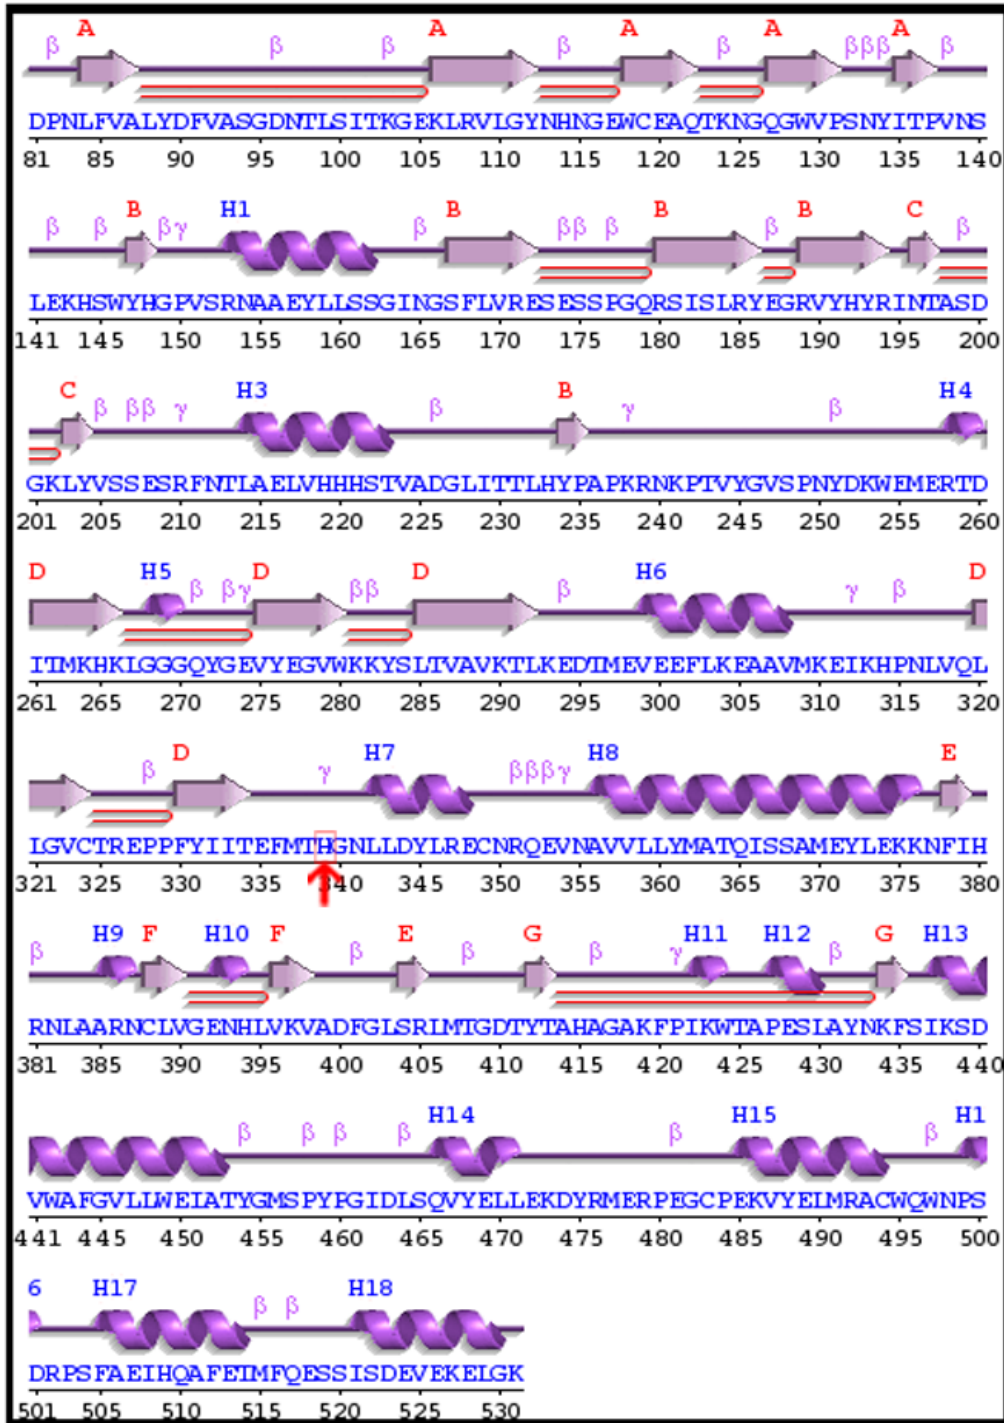 A A A A A
β β β β β β βββ β
DPNLFVALYDFVASGDNTLSITKGEKLRVLGYNHNGEWCEAQTKNGQGWVPSNYITPVNS
81 85 90 95 100 105 110 115 120 125 130 135 140
B H1 B B B C
β β βγ β ββ β β β
LEKHSWYHGPVSRNAAEYLLSSGINGSFLVRESESSPGQRSISLRYEGRVYHYRINTASD
141 145 150 155 160 165 170 175 180 185 190 195 200
C H3 B H4
β ββ γ β γ β
GKLYVSSESRFNTLAELVHHHSTVADGLITTLHYPAPKRNKPTVYGVSPNYDKWEMERTD
201 205 210 215 220 225 230 235 240 245 250 255 260
D H5 D D H6 D
β βγ ββ β γ β
ITMKHKLGGGQYGEVYEGVWKKYSLTVAVKTLKEDTMEVEEFLKEAAVMKEIKHPNLVQL
261 265 270 275 280 285 290 295 300 305 310 315 320
D H7 H8 E
β γ βββγ
LGVCTREPPFYIITEFMTHGNLLDYLRECNRQEVNAVVLLYMATQISSAMEYLEKKNFIH
321 325 330 335 340 345 350 355 360 365 370 375 380
H9 F H10 F E G H11 H12 G H13
β β β β γ β
RNLAARNCLVGENHLVKVADFGLSRLMTGDTYTAHAGAKFPIKWTAPESLAYNKFSIKSD
381 385 390 395 400 405 410 415 420 425 430 435 440
H14 H15 H1
β β β β β β
VWAFGVLLWEIATYGMSPYPGIDLSQVYELLEKDYRMERPEGCPEKVYELMRACWQWNPS
441 445 450 455 460 465 470 475 480 485 490 495 500
6 H17 H18
β β
DRPSFAEIHQAFETMFQESSISDEVEKELGK
501 505 510 515 520 525 530